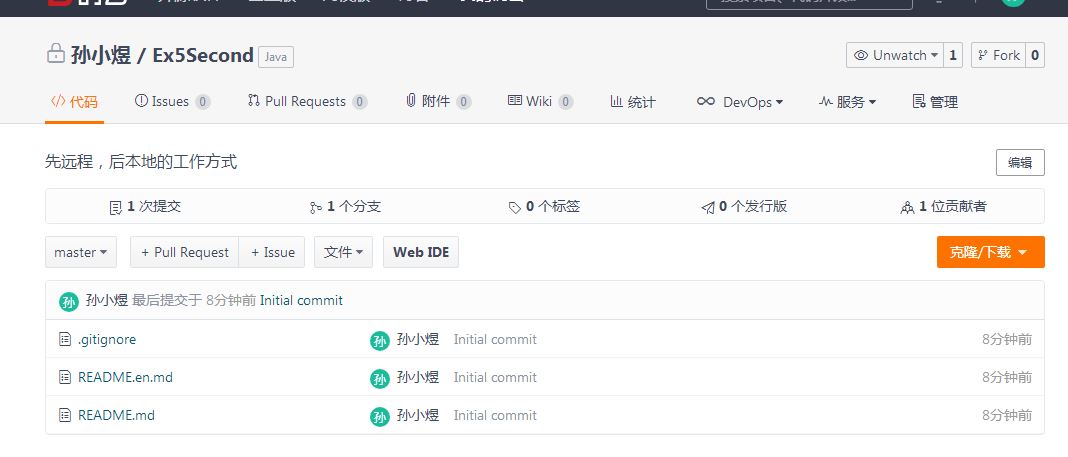 孙小煜 / Ex5Second Java
Unwatch 1 Fork 0
代码 Issues 0 Pull Requests 0 附件 0 Wiki 0 统计 DevOps 服务 管理
先远程，后本地的工作方式 编辑
1 次提交 1 个分支 0 个标签 0 个发行版 1 位贡献者
master + Pull Request + Issue 文件 Web IDE 克隆/下载
孙 孙小煜 最后提交于 8分钟前 Initial commit
.gitignore 孙 孙小煜 Initial commit 8分钟前
README.en.md 孙 孙小煜 Initial commit 8分钟前
README.md 孙 孙小煜 Initial commit 8分钟前